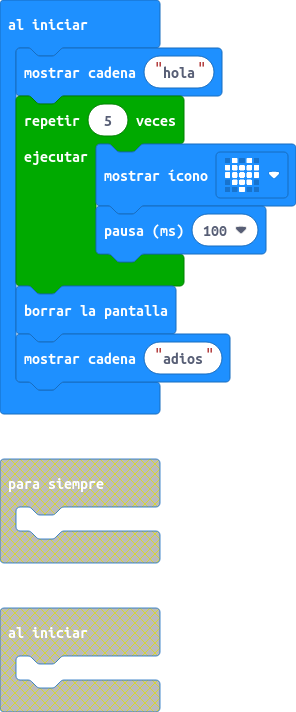 al iniciar
mostrar cadena "hola"
repetir 5 veces
ejecutar
mostrar icono
pausa (ms) 100
borrar la pantalla
mostrar cadena "adios"
para siempre
al iniciar